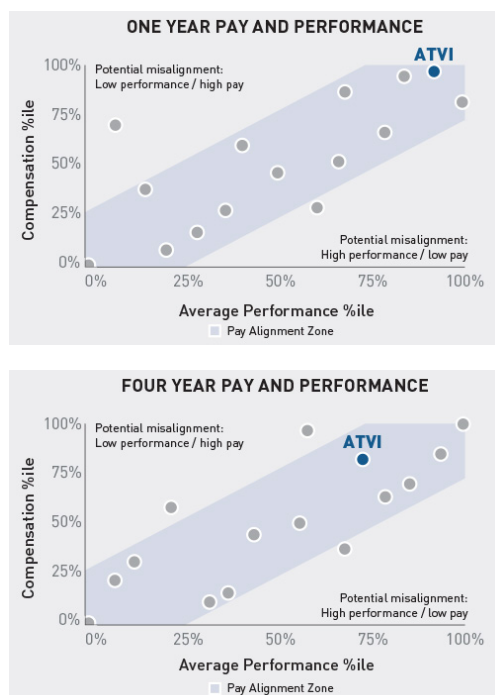 ONE YEAR PAY AND PERFORMANCE
ATVI
100%
Potential misalignment:
Low performance / high pay
75%
Compensation %ile
50%
25%
Potential misalignment:
High performance / low pay
0%
0%
25%
50%
75%
100%
Average Performance %ile
Pay Alignment Zone
FOUR YEAR PAY AND PERFORMANCE
100%
Potential misalignment:
Low performance / high pay
ATVI
75%
Compensation %ile
50%
25%
Potential misalignment:
High performance / low pay
0%
0%
25%
50%
75%
100%
Average Performance %ile
Pay Alignment Zone